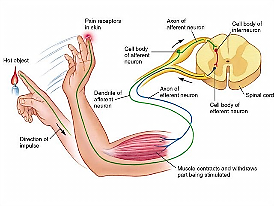 Pain receptors
in skin
Axon of
afferent neuron
Cell body of
interneuron
Cell body
of afferent
neuron
Hot object
Dendrite of
afferent
neuron
Axon of
efferent neuron
Spinal cord
Cell body of
efferent neuron
Direction of
impulse
Muscle contracts and withdraws
part being stimulated